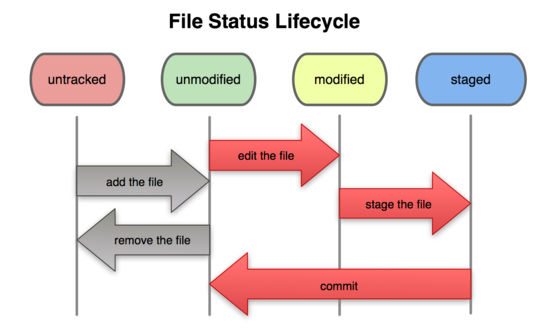 File Status Lifecycle
untracked
unmodified
modified
staged
edit the file
add the file
stage the file
remove the file
commit